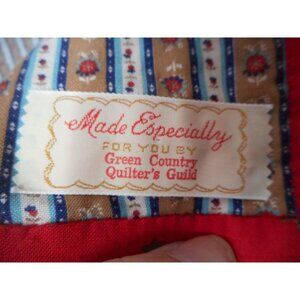 Made Especially
FOR YOU BY
Green Country
Quilter's Guild